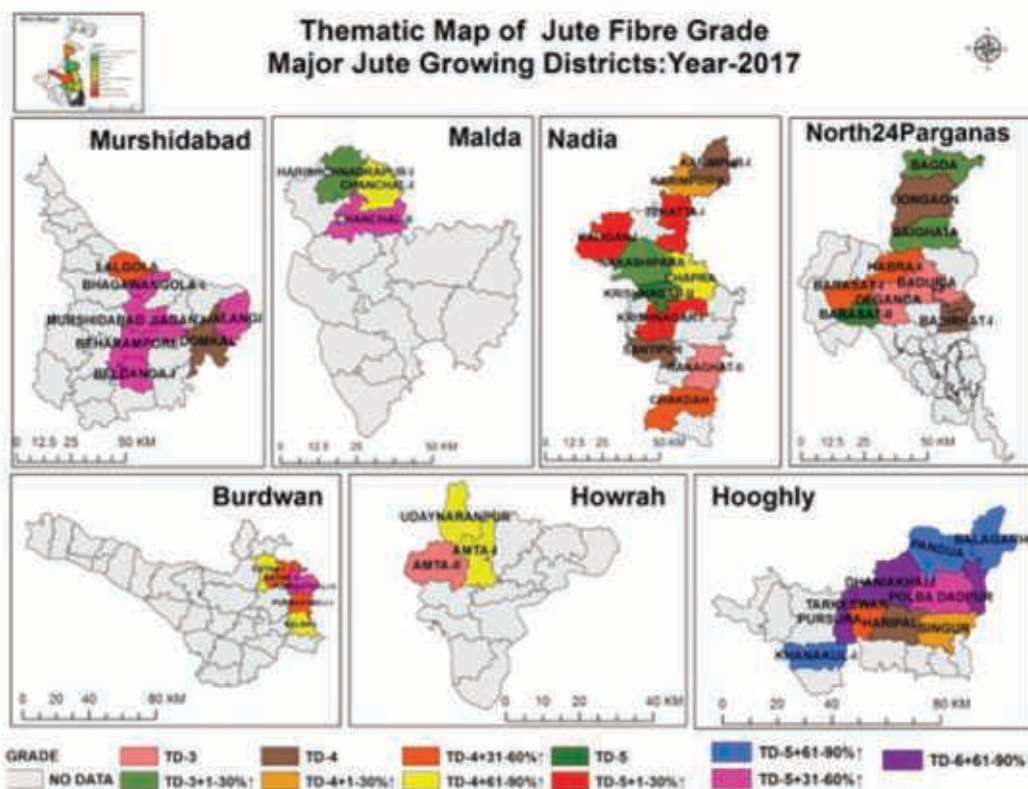 Thematic Map of Jute Fibre Grade
Major Jute Growing Districts:Year-2017
Murshidabad
LALGOLA
BHAGAWANGOLA-I
MURSHIDABAD JIAGANJ
JALANGI
BEHARAMPORE
DOMKAL
BELDANGA-I
0 12.5 25 50 KM
Malda
HARISHCHNADRAPUR-I
CHANCHAL-I
CHANCHAL-II
0 12.5 25 50 KM
Nadia
KARIMPUR-I
KARIMPUR-II
TEHATTA-I
KALIGANJ
NAKASHIPARA
CHAPRA
KRISHNAGAR-II
KRISHNAGAR-I
SANTIPUR
RANAGHAT-II
CHAKDAH
0 12.5 25 50 KM
North24Parganas
BAGDA
BONGAON
GAIGHATA
HABRA-I
BARASAT-I
BADURIA
DEGANGA
BARASAT-II
BASIRHAT-I
0 12.5 25 50 KM
Burdwan
0 20 40 80 KM
Howrah
UDAYNARANPUR
AMTA-I
AMTA-II
0 10 20 40 KM
Hooghly
BALAGARH
PANDUA
DHANIAKHALI
POLBA DADPUR
TARKESWAR
PURSURA
HARIPAL
SINGUR
KHANAKUL-I
0 20 40 80 KM
GRADE
NO DATA
TD-3
TD-3+1-30%↑
TD-4
TD-4+1-30%↑
TD-4+31-60%↑
TD-4+61-90%↑
TD-5
TD-5+1-30%↑
TD-5+61-90%↑
TD-5+31-60%↑
TD-6+61-90%↑